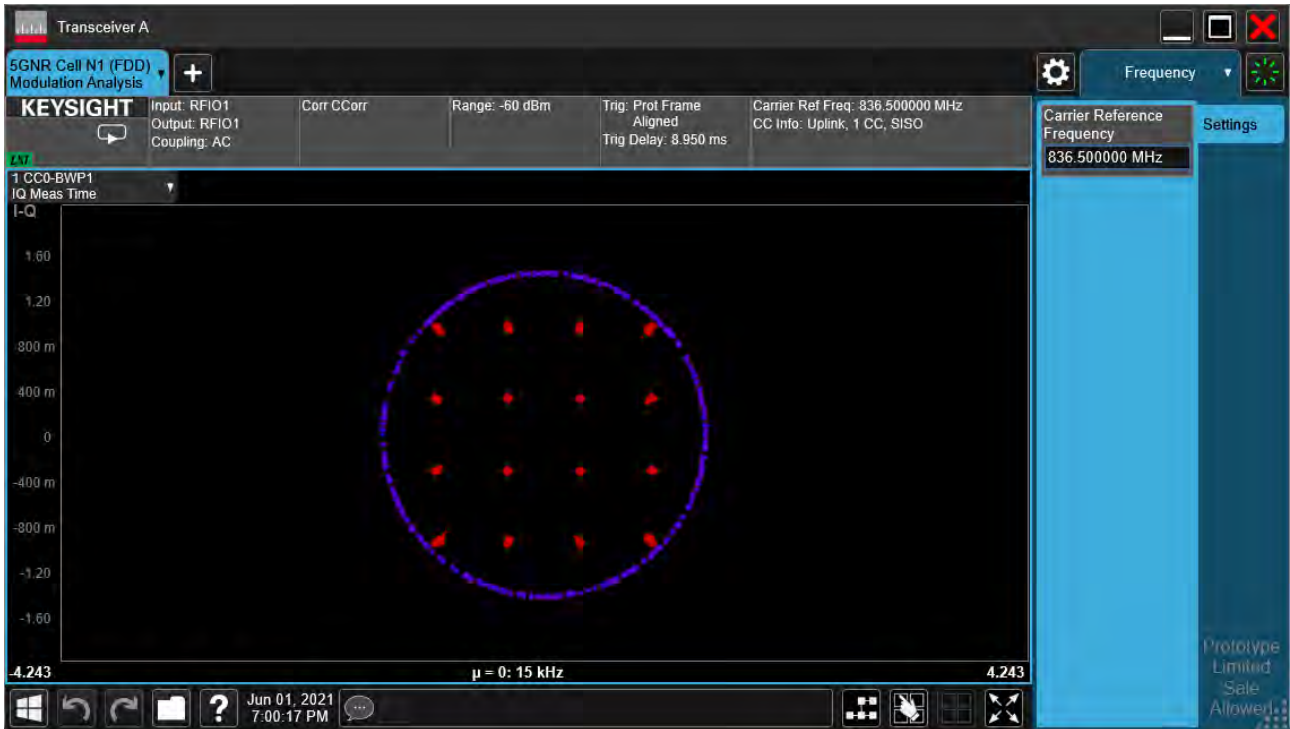 Transceiver A
5GNR Cell N1 (FDD)
Modulation Analysis
Frequency
KEYSIGHT
LXI
Input: RFIO1
Output: RFIO1
Coupling: AC
Corr CCorr
Range: -60 dBm
Trig: Prot Frame
Aligned
Trig Delay: 8.950 ms
Carrier Ref Freq: 836.500000 MHz
CC Info: Uplink, 1 CC, SISO
Carrier Reference
Frequency
836.500000 MHz
Settings
1 CC0-BWP1
IQ Meas Time
I-Q
1.60
1.20
800 m
400 m
0
-400 m
-800 m
-1.20
-1.60
-4.243
µ = 0: 15 kHz
4.243
Prototype
Limited
Sale
Allowed
?
Jun 01, 2021
7:00:17 PM